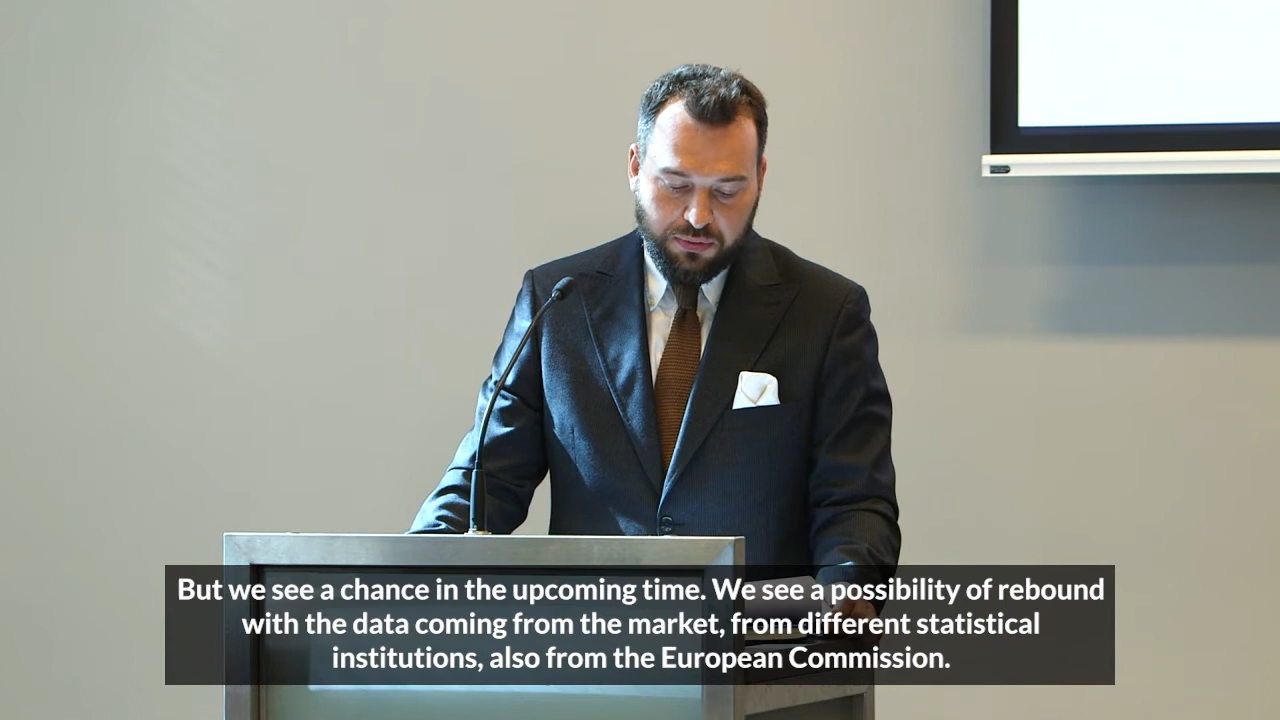 But we see a chance in the upcoming time. We see a possibility of rebound
with the data coming from the market, from different statistical
institutions, also from the European Commission.